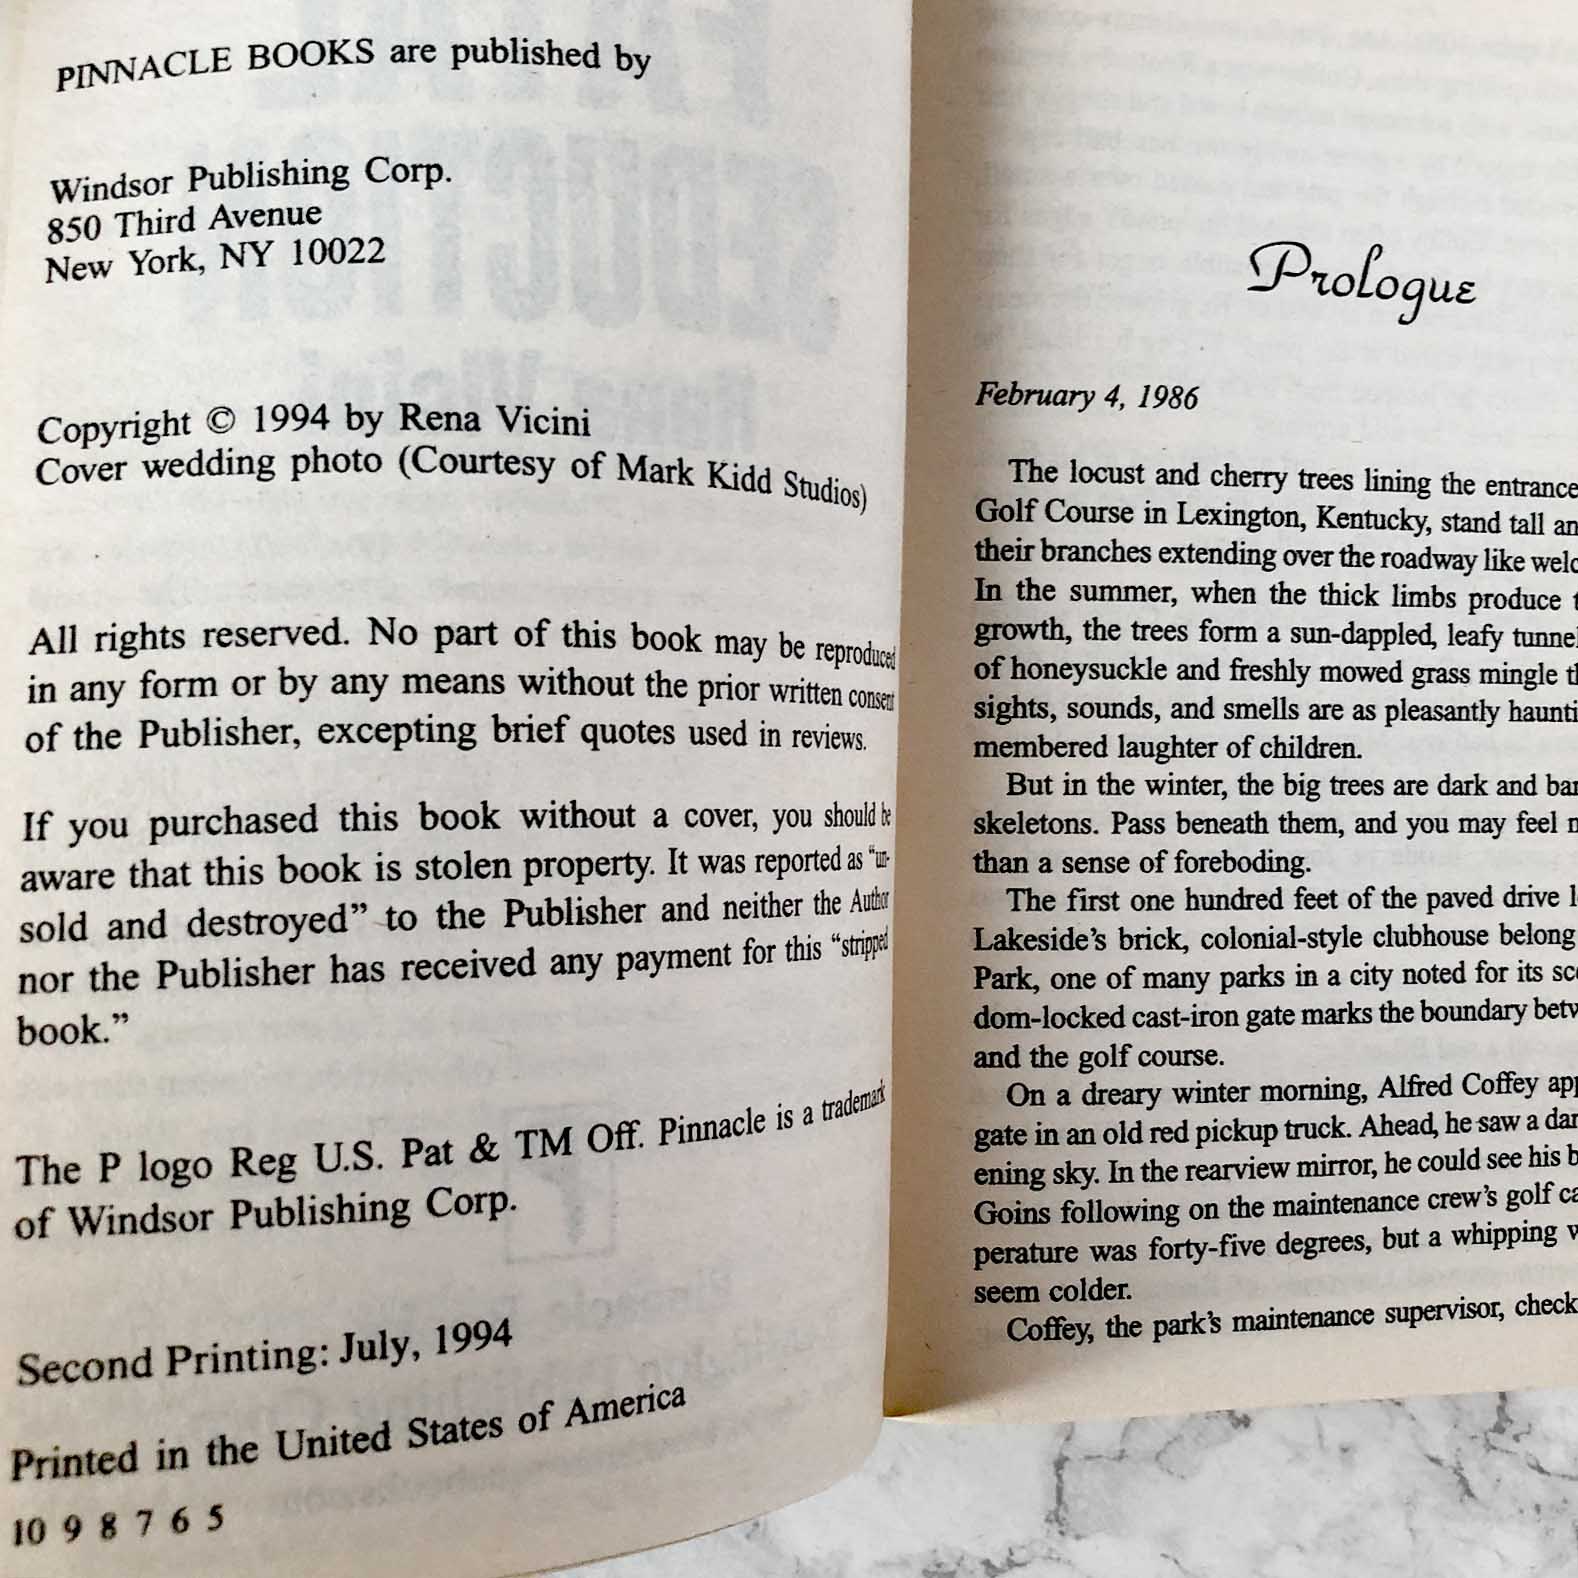 PINNACLE BOOKS are published by
Windsor Publishing Corp.
850 Third Avenue
New York, NY 10022
Copyright © 1994 by Rena Vicini
Cover wedding photo (Courtesy of Mark Kidd Studios)
All rights reserved. No part of this book may be reproduced
in any form or by any means without the prior written consent
of the Publisher, excepting brief quotes used in reviews.
If you purchased this book without a cover, you should be
aware that this book is stolen property. It was reported as “un-
sold and destroyed” to the Publisher and neither the Author
nor the Publisher has received any payment for this “stripped
book.”
The P logo Reg U.S. Pat & TM Off. Pinnacle is a trademark
of Windsor Publishing Corp.
Second Printing: July, 1994
Printed in the United States of America
10 9 8 7 6 5
Prologue
February 4, 1986
The locust and cherry trees lining the entrance
Golf Course in Lexington, Kentucky, stand tall an
their branches extending over the roadway like welc
In the summer, when the thick limbs produce t
growth, the trees form a sun-dappled, leafy tunnel
of honeysuckle and freshly mowed grass mingle th
sights, sounds, and smells are as pleasantly haunti
membered laughter of children.
But in the winter, the big trees are dark and bar
skeletons. Pass beneath them, and you may feel
than a sense of foreboding.
The first one hundred feet of the paved drive l
Lakeside’s brick, colonial-style clubhouse belong
Park, one of many parks in a city noted for its sce
dom-locked cast-iron gate marks the boundary betw
and the golf course.
On a dreary winter morning, Alfred Coffey app
gate in an old red pickup truck. Ahead, he saw a dar
ening sky. In the rearview mirror, he could see his b
Goins following on the maintenance crew’s golf ca
perature was forty-five degrees, but a whipping w
seem colder.
Coffey, the park’s maintenance supervisor, check